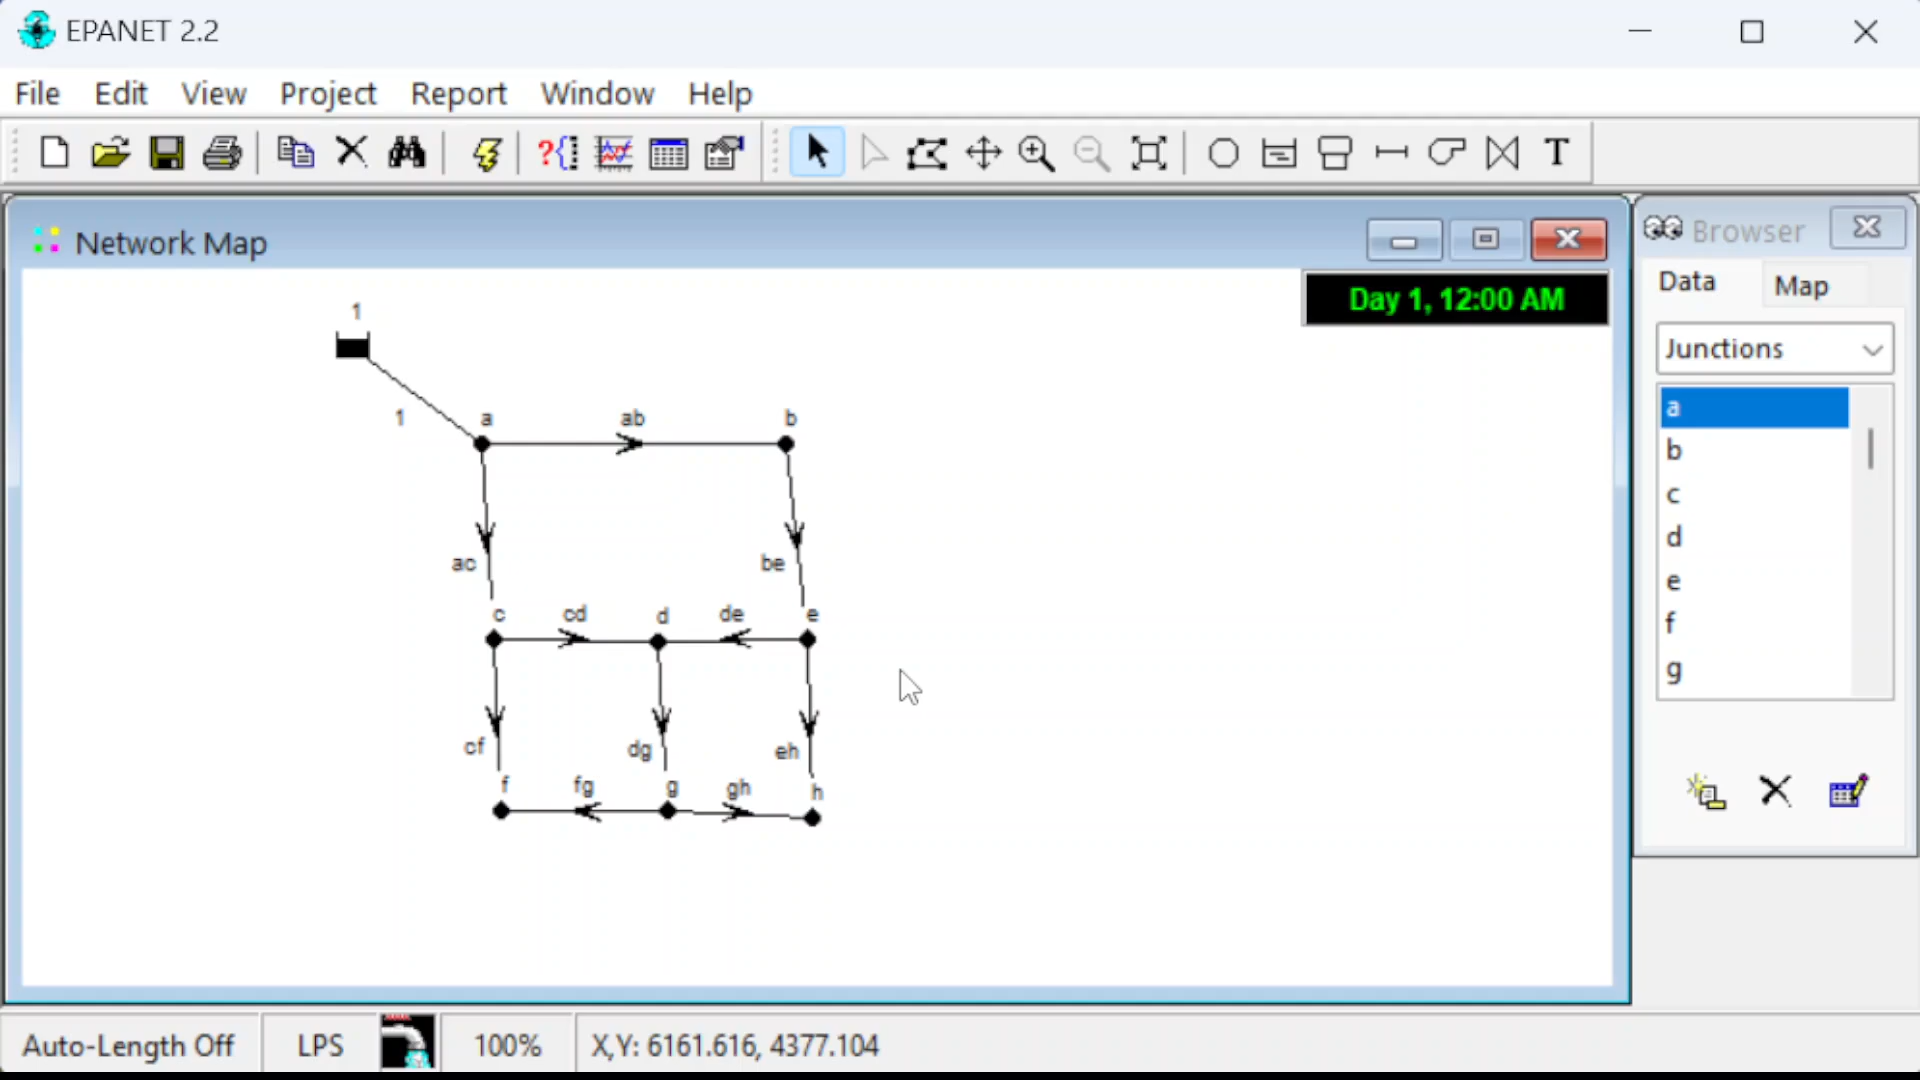 EPANET 2.2
File Edit View Project Report Window Help
T
Network Map
Browser
Day 1, 12:00 AM
Data Map
Junctions
a
b
c
d
e
f
g
1
1
a ab b
ac be
c cd d de e
cf dg eh
f fg g gh h
Auto-Length Off LPS 100% X,Y: 6161.616, 4377.104